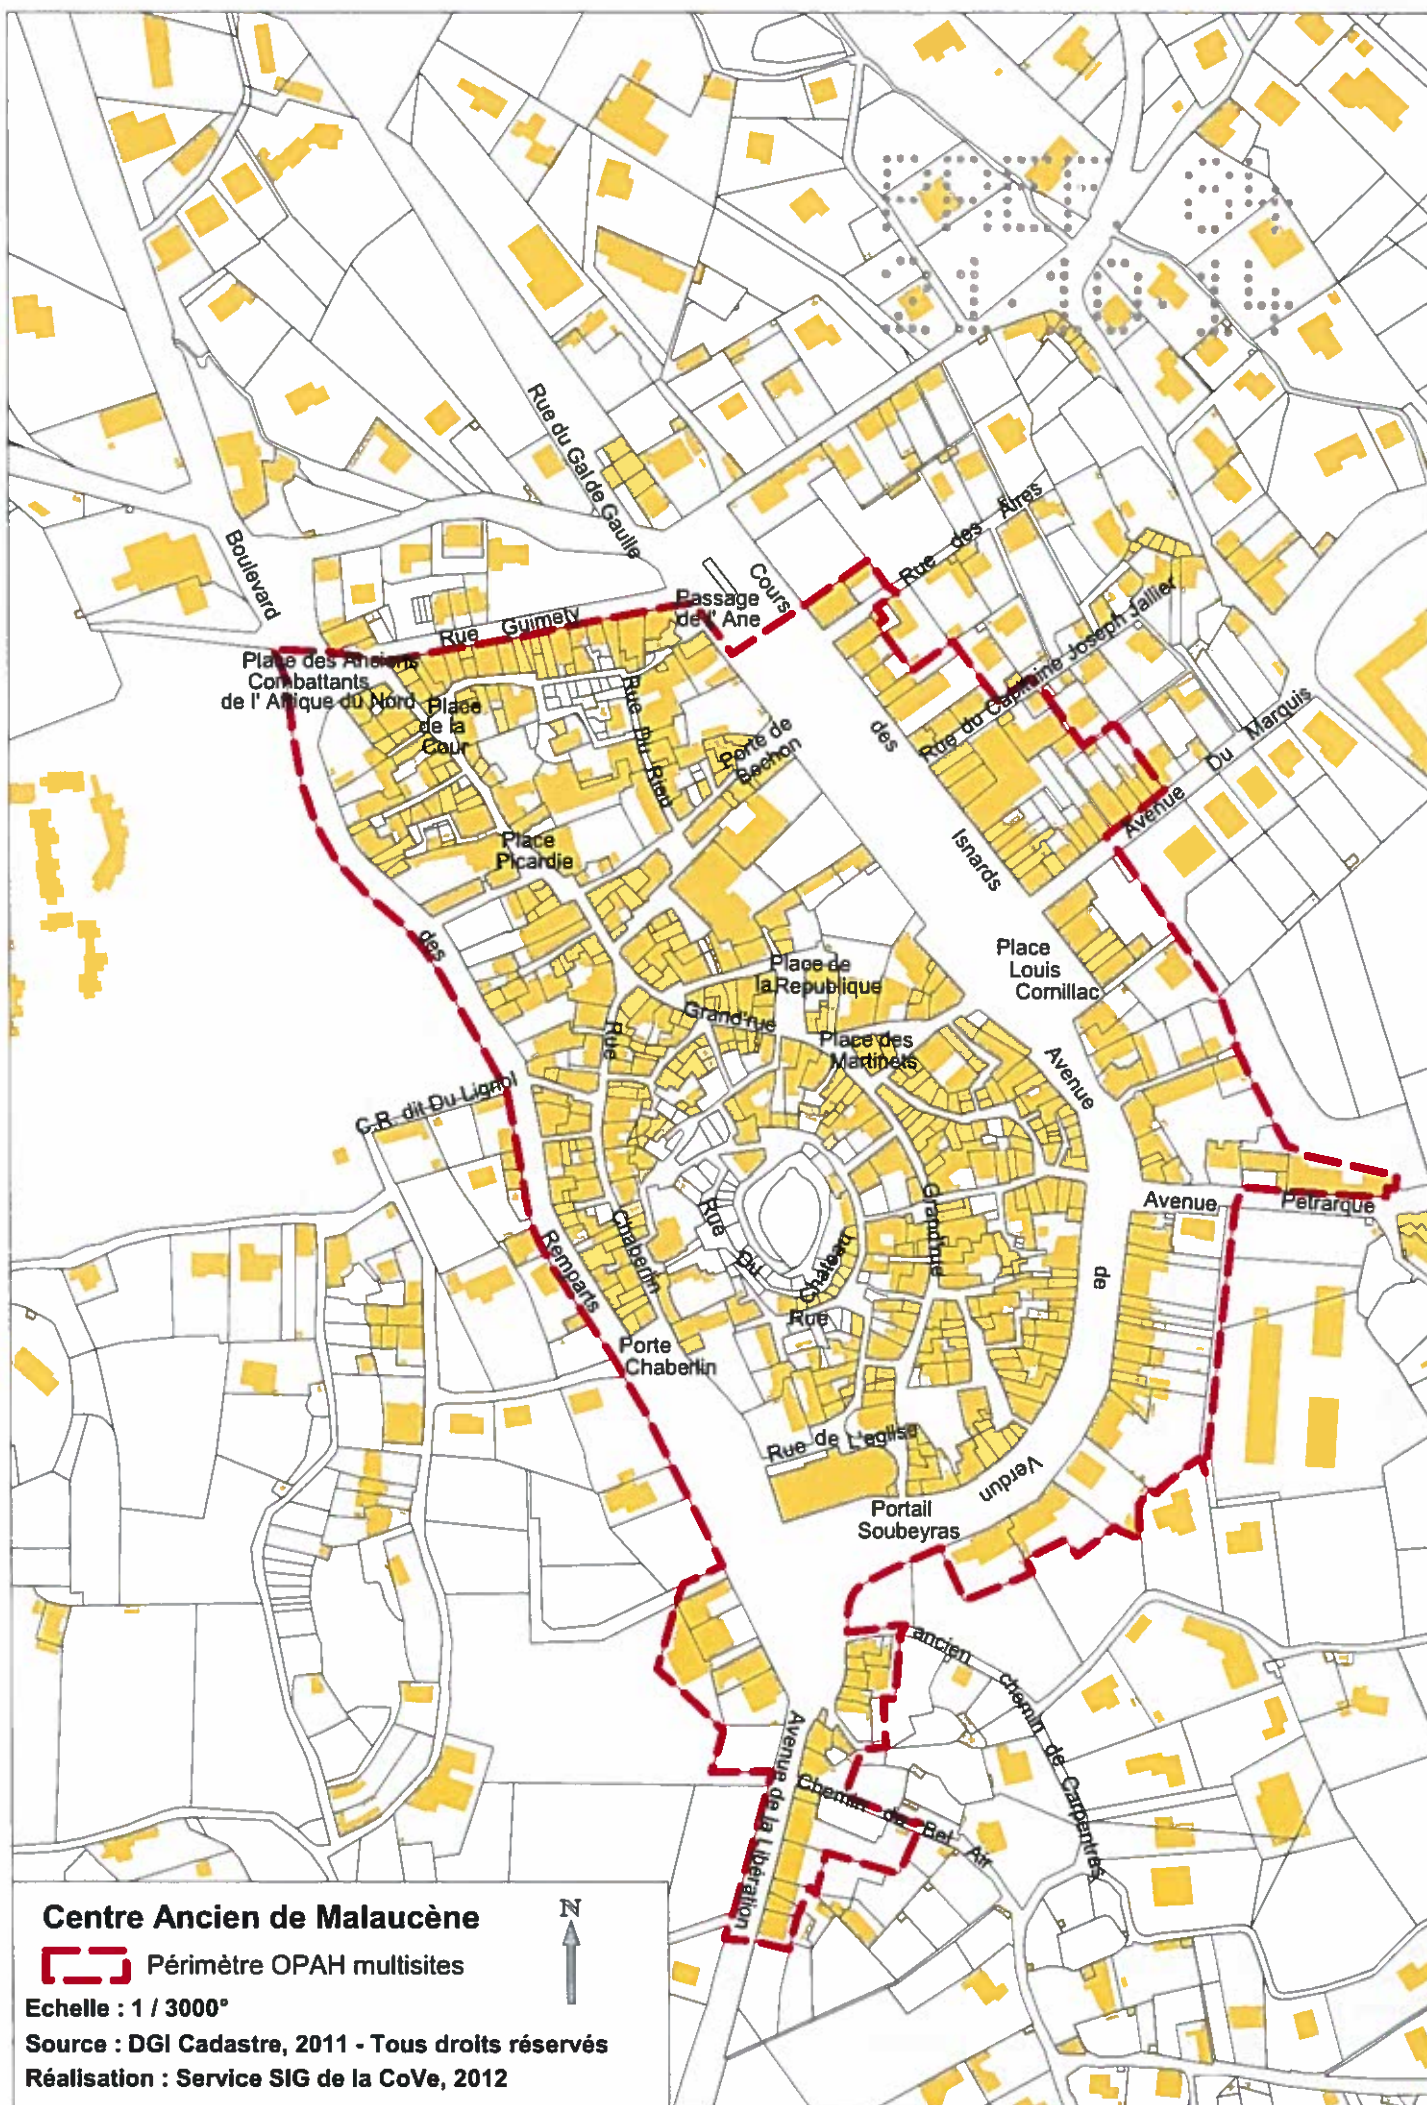 Rue du Gal de Gaulle
Boulevard
Rue Guimety
Passage
de l' Ane
Cours
Rue des Aires
Rue du Capitaine Joseph Jallier
Avenue Du Marquis
Place des Anciens
Combattants
de l' Afrique du Nord
Place
de la
Cour
Rue Du Rieu
Porte de
Bechon
des
Isnards
Place
Picardie
des
Place
Louis
Cornillac
Place de
la Republique
Grand'rue
Place des
Martinets
Rue
Avenue
C.R. dit Du Lignol
Avenue Petrarque
Grand'rue
Rue Du Chateau
Chaberlin
Remparts
de
Rue
Porte
Chaberlin
Rue de L'eglise
Verdun
Portail
Soubeyras
ancien chemin de Carpentras
Avenue de la Libération
Chemin de Bel Air
Centre Ancien de Malaucène
N
Périmètre OPAH multisites
Echelle : 1 / 3000°
Source : DGI Cadastre, 2011 - Tous droits réservés
Réalisation : Service SIG de la CoVe, 2012